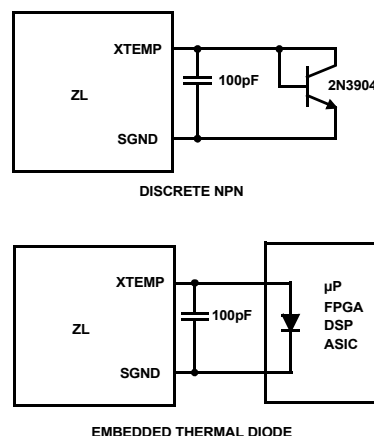 XTEMP
100pF
2N3904
ZL
SGND
DISCRETE NPN
XTEMP
µP
FPGA
DSP
ASIC
100pF
ZL
SGND
EMBEDDED THERMAL DIODE